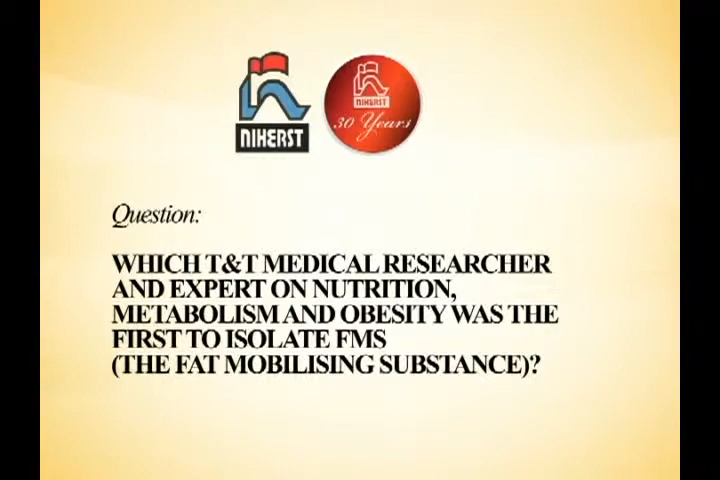 NIHERST
NIHERST
30 Years
Question:
WHICH T&T MEDICAL RESEARCHER
AND EXPERT ON NUTRITION,
METABOLISM AND OBESITY WAS THE
FIRST TO ISOLATE FMS
(THE FAT MOBILISING SUBSTANCE)?